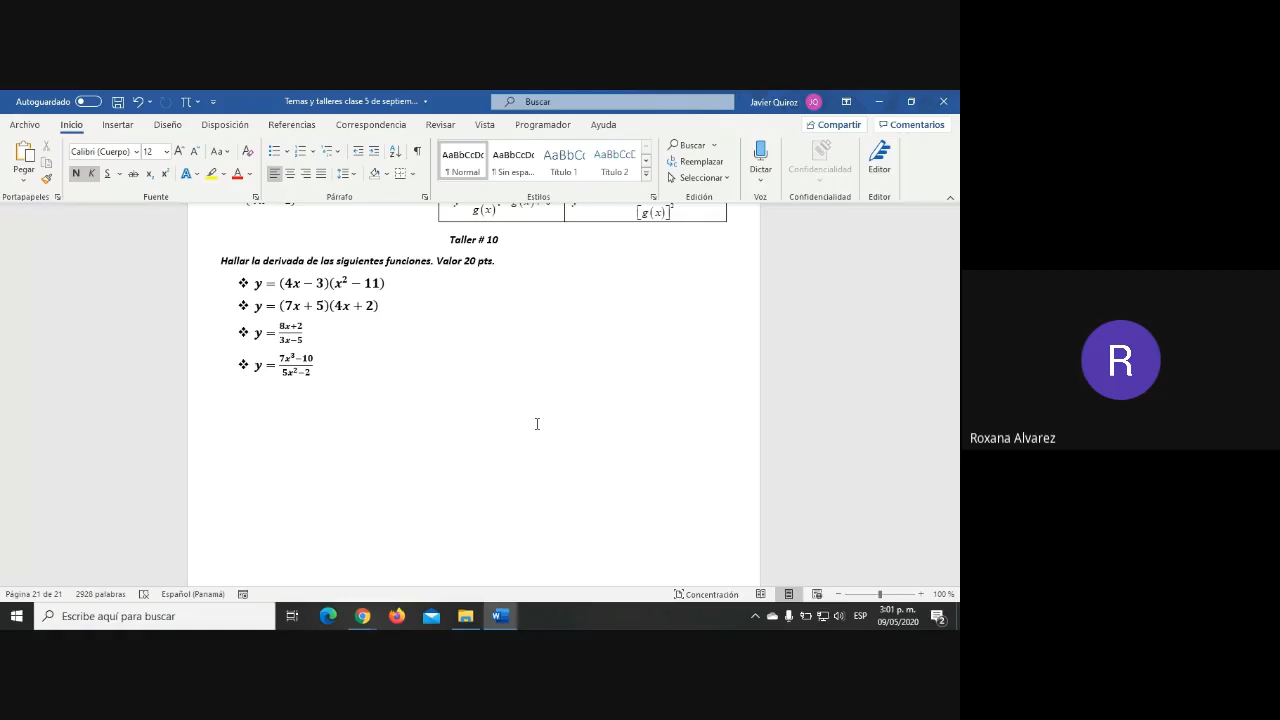 Autoguardado
Temas y talleres clase 5 de septiem...
Buscar
Javier Quiroz JQ
Archivo Inicio Insertar Diseño Disposición Referencias Correspondencia Revisar Vista Programador Ayuda
Compartir Comentarios
Pegar
Calibri (Cuerpo) 12
AaBbCcDc AaBbCcDc AaBbCc AaBbCcD
¶ Normal ¶ Sin espa... Título 1 Título 2
Buscar
Reemplazar
Seleccionar
Dictar
Confidencialidad
Editor
Portapapeles Fuente Párrafo Estilos Edición Voz Confidencialidad Editor
g(x) [g(x)]²
Taller # 10
Hallar la derivada de las siguientes funciones. Valor 20 pts.
❖ y = (4x − 3)(x² − 11)
❖ y = (7x + 5)(4x + 2)
❖ y = (8x+2)/(3x−5)
❖ y = (7x³−10)/(5x²−2)
R
Roxana Alvarez
Página 21 de 21 2928 palabras Español (Panamá) Concentración 100 %
Escribe aquí para buscar
ESP
3:01 p. m.
09/05/2020
2